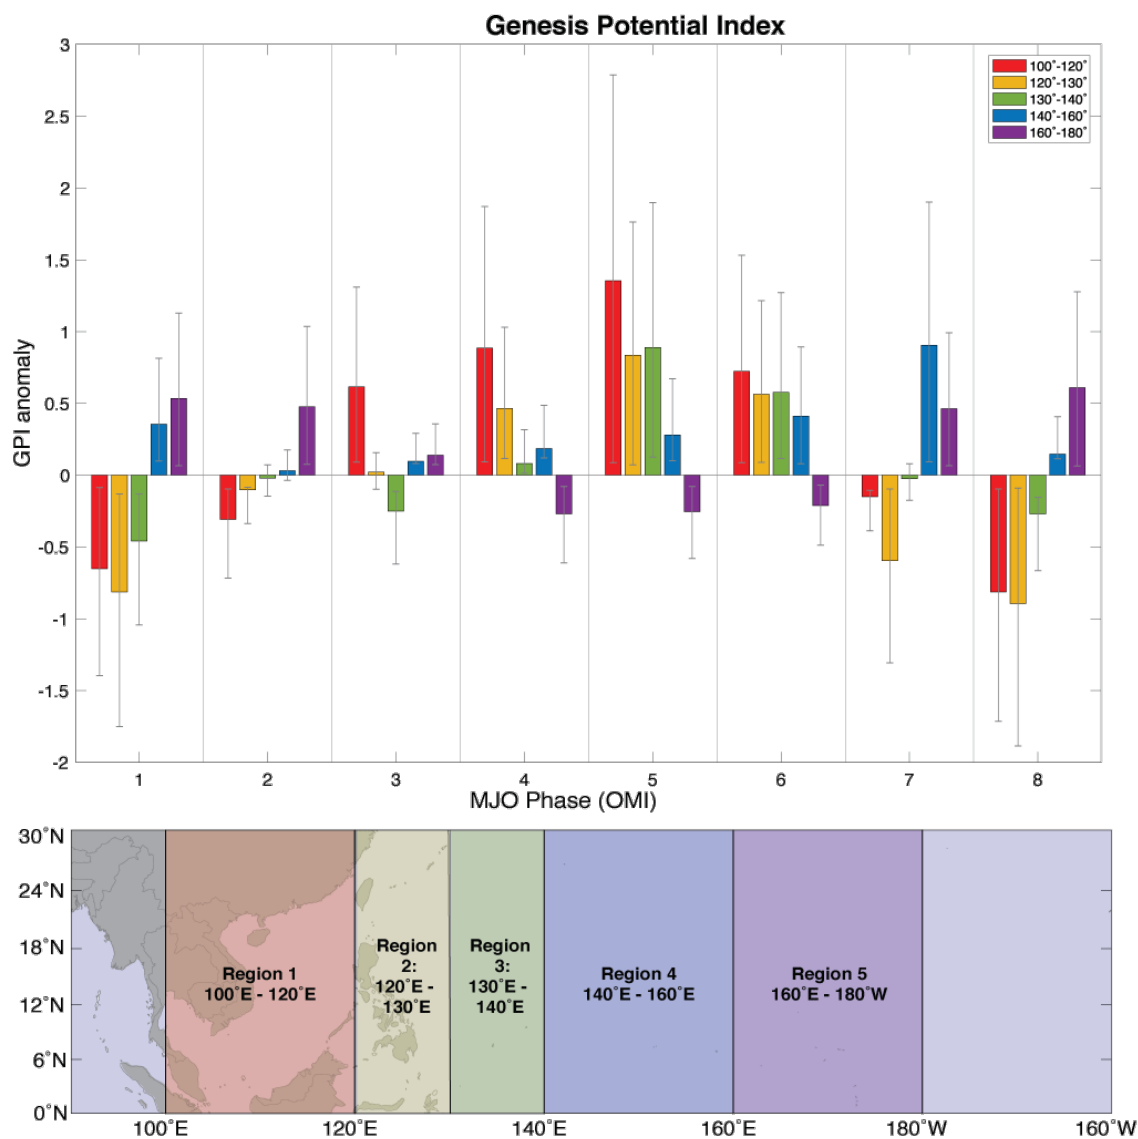 Genesis Potential Index
3
2.5
2
1.5
1
0.5
0
-0.5
-1
-1.5
-2
GPI anomaly
100˚-120˚
120˚-130˚
130˚-140˚
140˚-160˚
160˚-180˚
1 2 3 4 5 6 7 8
MJO Phase (OMI)
30˚N
24˚N
18˚N
12˚N
6˚N
0˚N
Region 1
100˚E - 120˚E
Region
2:
120˚E -
130˚E
Region
3:
130˚E -
140˚E
Region 4
140˚E - 160˚E
Region 5
160˚E - 180˚W
100˚E 120˚E 140˚E 160˚E 180˚W 160˚W